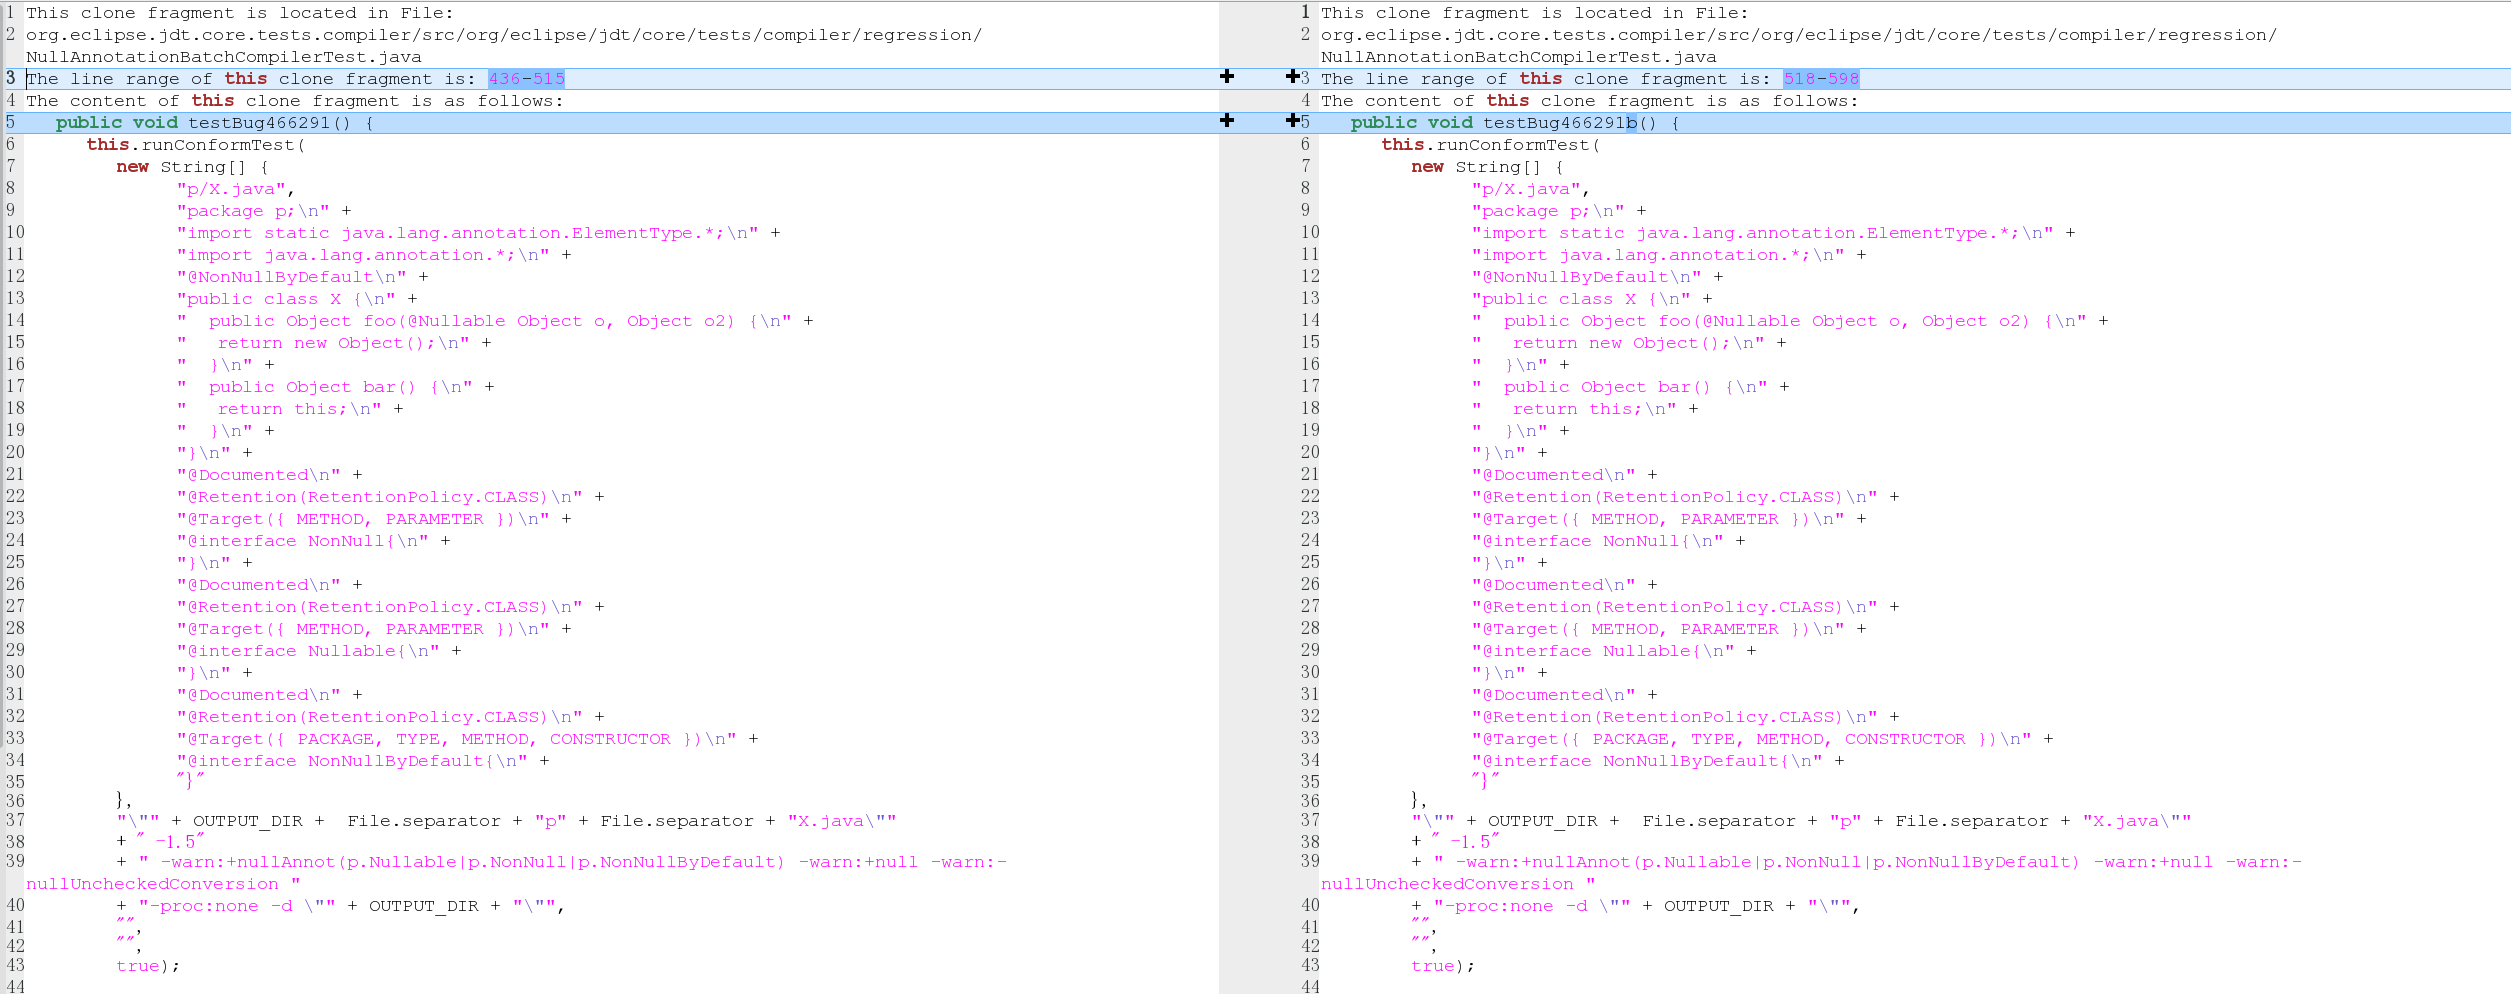 1 This clone fragment is located in File:
2 org.eclipse.jdt.core.tests.compiler/src/org/eclipse/jdt/core/tests/compiler/regression/
NullAnnotationBatchCompilerTest.java
3 The line range of this clone fragment is: 436-515
4 The content of this clone fragment is as follows:
5 public void testBug466291() {
6 this.runConformTest(
7 new String[] {
8 "p/X.java",
9 "package p;\n" +
10 "import static java.lang.annotation.ElementType.*;\n" +
11 "import java.lang.annotation.*;\n" +
12 "@NonNullByDefault\n" +
13 "public class X {\n" +
14 "  public Object foo(@Nullable Object o, Object o2) {\n" +
15 "   return new Object();\n" +
16 "  }\n" +
17 "  public Object bar() {\n" +
18 "   return this;\n" +
19 "  }\n" +
20 "}\n" +
21 "@Documented\n" +
22 "@Retention(RetentionPolicy.CLASS)\n" +
23 "@Target({ METHOD, PARAMETER })\n" +
24 "@interface NonNull{\n" +
25 "}\n" +
26 "@Documented\n" +
27 "@Retention(RetentionPolicy.CLASS)\n" +
28 "@Target({ METHOD, PARAMETER })\n" +
29 "@interface Nullable{\n" +
30 "}\n" +
31 "@Documented\n" +
32 "@Retention(RetentionPolicy.CLASS)\n" +
33 "@Target({ PACKAGE, TYPE, METHOD, CONSTRUCTOR })\n" +
34 "@interface NonNullByDefault{\n" +
35 "}"
36 },
37 "\"" + OUTPUT_DIR +  File.separator + "p" + File.separator + "X.java\""
38 + " -1.5"
39 + " -warn:+nullAnnot(p.Nullable|p.NonNull|p.NonNullByDefault) -warn:+null -warn:-
nullUncheckedConversion "
40 + "-proc:none -d \"" + OUTPUT_DIR + "\"",
41 "",
42 "",
43 true);
44
1 This clone fragment is located in File:
2 org.eclipse.jdt.core.tests.compiler/src/org/eclipse/jdt/core/tests/compiler/regression/
NullAnnotationBatchCompilerTest.java
3 The line range of this clone fragment is: 518-598
4 The content of this clone fragment is as follows:
5 public void testBug466291b() {
6 this.runConformTest(
7 new String[] {
8 "p/X.java",
9 "package p;\n" +
10 "import static java.lang.annotation.ElementType.*;\n" +
11 "import java.lang.annotation.*;\n" +
12 "@NonNullByDefault\n" +
13 "public class X {\n" +
14 "  public Object foo(@Nullable Object o, Object o2) {\n" +
15 "   return new Object();\n" +
16 "  }\n" +
17 "  public Object bar() {\n" +
18 "   return this;\n" +
19 "  }\n" +
20 "}\n" +
21 "@Documented\n" +
22 "@Retention(RetentionPolicy.CLASS)\n" +
23 "@Target({ METHOD, PARAMETER })\n" +
24 "@interface NonNull{\n" +
25 "}\n" +
26 "@Documented\n" +
27 "@Retention(RetentionPolicy.CLASS)\n" +
28 "@Target({ METHOD, PARAMETER })\n" +
29 "@interface Nullable{\n" +
30 "}\n" +
31 "@Documented\n" +
32 "@Retention(RetentionPolicy.CLASS)\n" +
33 "@Target({ PACKAGE, TYPE, METHOD, CONSTRUCTOR })\n" +
34 "@interface NonNullByDefault{\n" +
35 "}"
36 },
37 "\"" + OUTPUT_DIR +  File.separator + "p" + File.separator + "X.java\""
38 + " -1.5"
39 + " -warn:+nullAnnot(p.Nullable|p.NonNull|p.NonNullByDefault) -warn:+null -warn:-
nullUncheckedConversion "
40 + "-proc:none -d \"" + OUTPUT_DIR + "\"",
41 "",
42 "",
43 true);
44